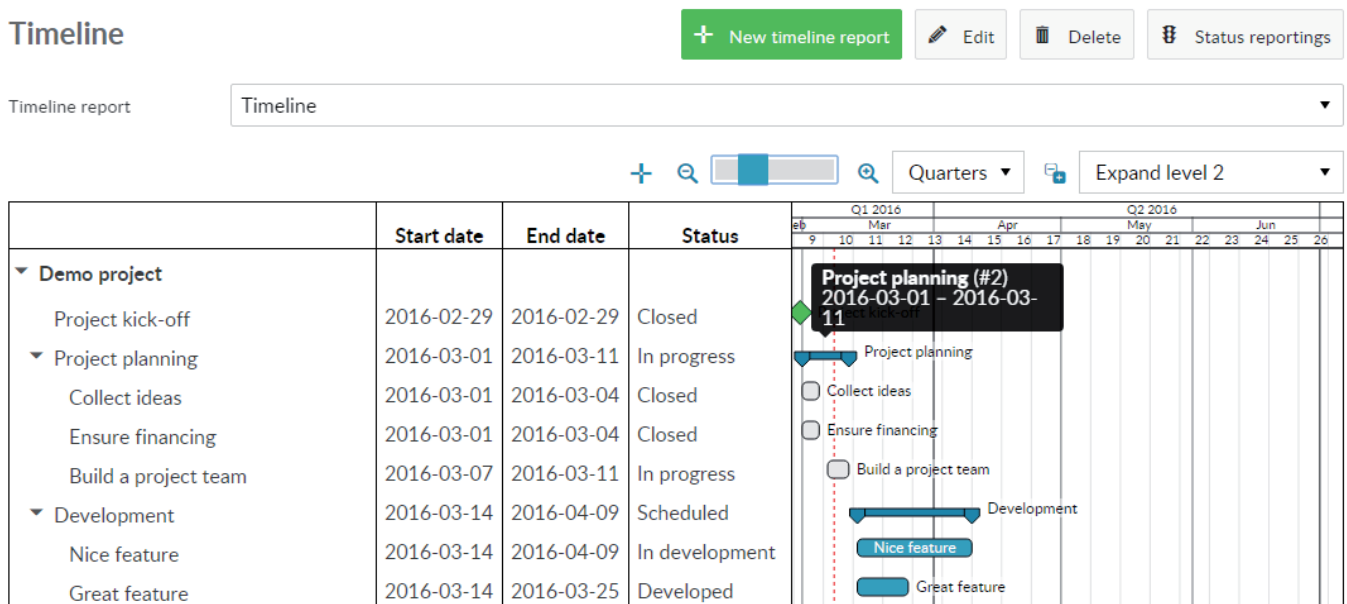 Timeline
New timeline report
Edit
Delete
Status reportings
Timeline report
Timeline
Quarters
Expand level 2
Start date End date Status
Q1 2016 Q2 2016
eb Mar Apr May Jun
9 10 11 12 13 14 15 16 17 18 19 20 21 22 23 24 25 26
Demo project
Project planning (#2)
2016-03-01 – 2016-03-
11
Project kick-off 2016-02-29 2016-02-29 Closed ect kick-off
Project planning 2016-03-01 2016-03-11 In progress Project planning
Collect ideas 2016-03-01 2016-03-04 Closed Collect ideas
Ensure financing 2016-03-01 2016-03-04 Closed Ensure financing
Build a project team 2016-03-07 2016-03-11 In progress Build a project team
Development 2016-03-14 2016-04-09 Scheduled Development
Nice feature 2016-03-14 2016-04-09 In development Nice feature
Great feature 2016-03-14 2016-03-25 Developed Great feature